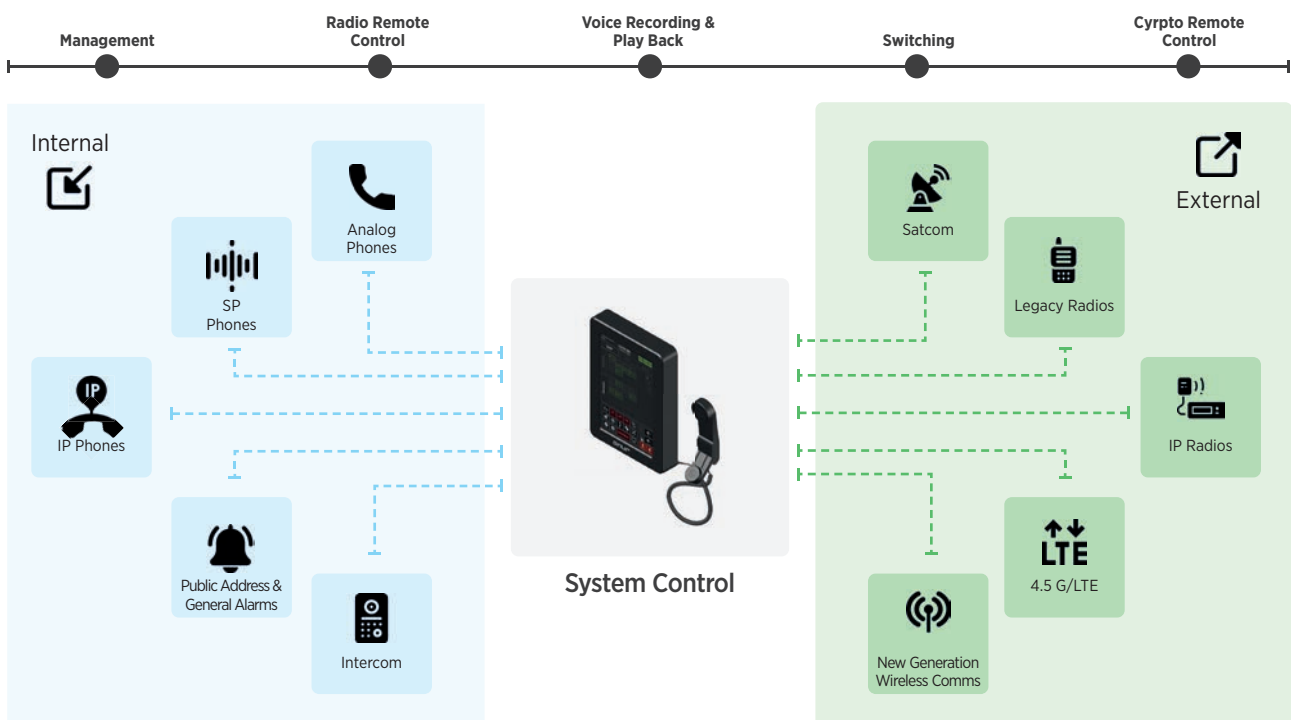 Management
Radio Remote
Control
Voice Recording &
Play Back
Switching
Cyrpto Remote
Control
Internal
Analog
Phones
SP
Phones
IP
IP Phones
Public Address &
General Alarms
Intercom
System Control
External
Satcom
Legacy Radios
IP Radios
LTE
4.5 G/LTE
New Generation
Wireless Comms